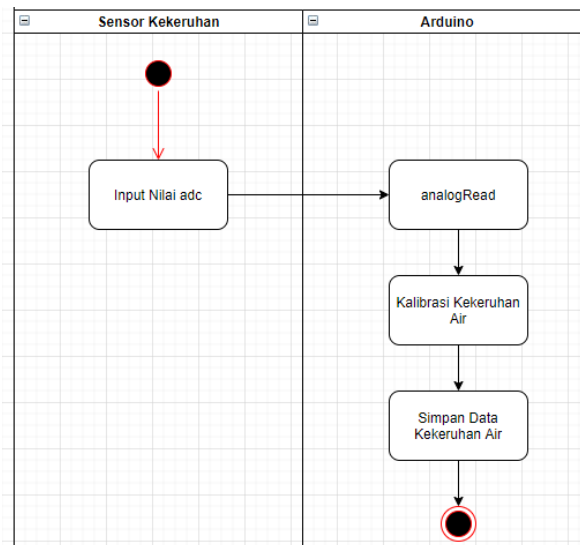 Sensor Kekeruhan
Arduino
Input Nilai adc
analogRead
Kalibrasi Kekeruhan
Air
Simpan Data
Kekeruhan Air